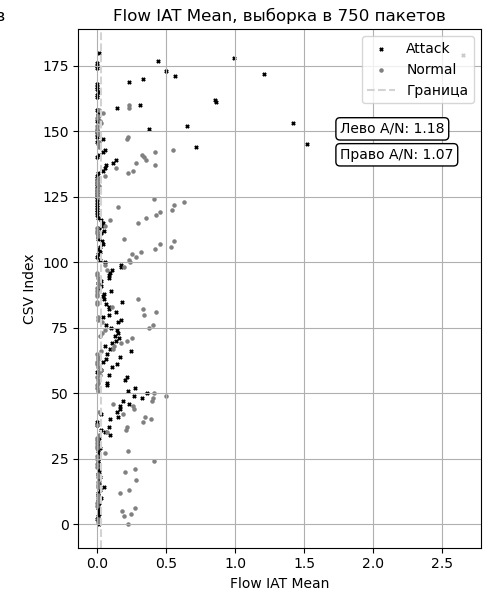 в
Flow IAT Mean, выборка в 750 пакетов
Attack
Normal
Граница
Лево A/N: 1.18
Право A/N: 1.07
CSV Index
175
150
125
100
75
50
25
0
0.0 0.5 1.0 1.5 2.0 2.5
Flow IAT Mean